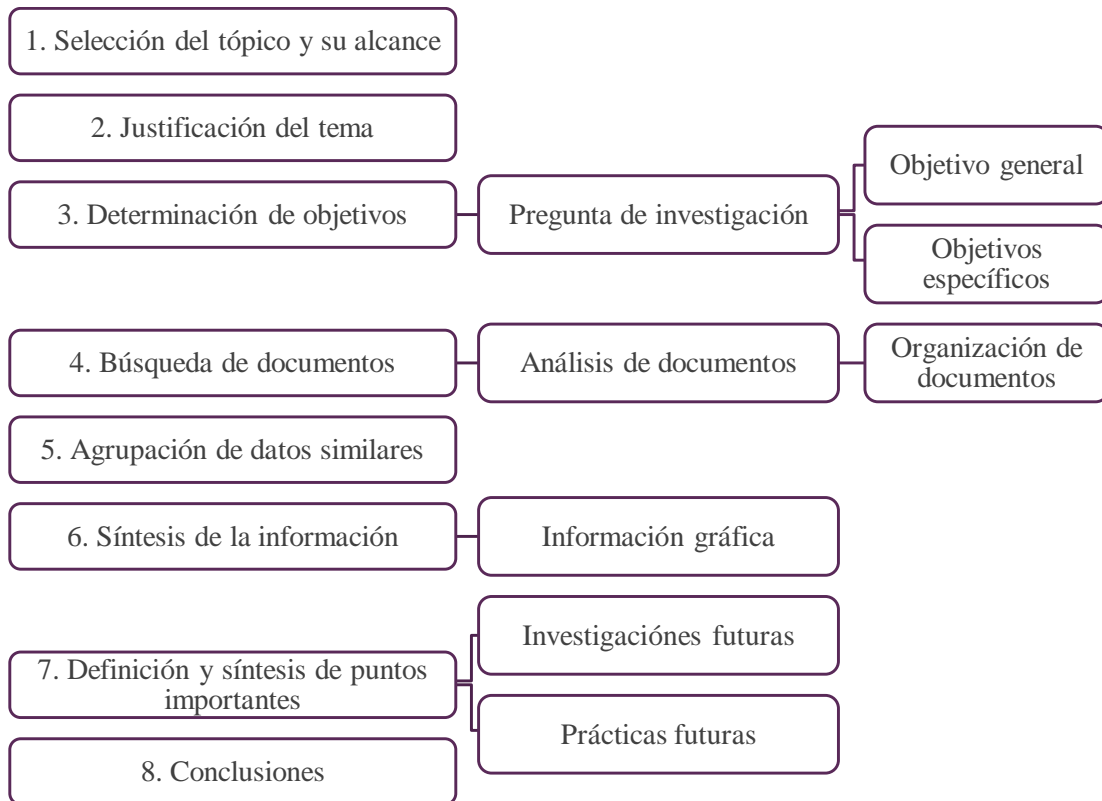 1. Selección del tópico y su alcance
2. Justificación del tema
3. Determinación de objetivos
Pregunta de investigación
Objetivo general
Objetivos
específicos
4. Búsqueda de documentos
Análisis de documentos
Organización de
documentos
5. Agrupación de datos similares
6. Síntesis de la información
Información gráfica
7. Definición y síntesis de puntos
importantes
Investigaciónes futuras
Prácticas futuras
8. Conclusiones